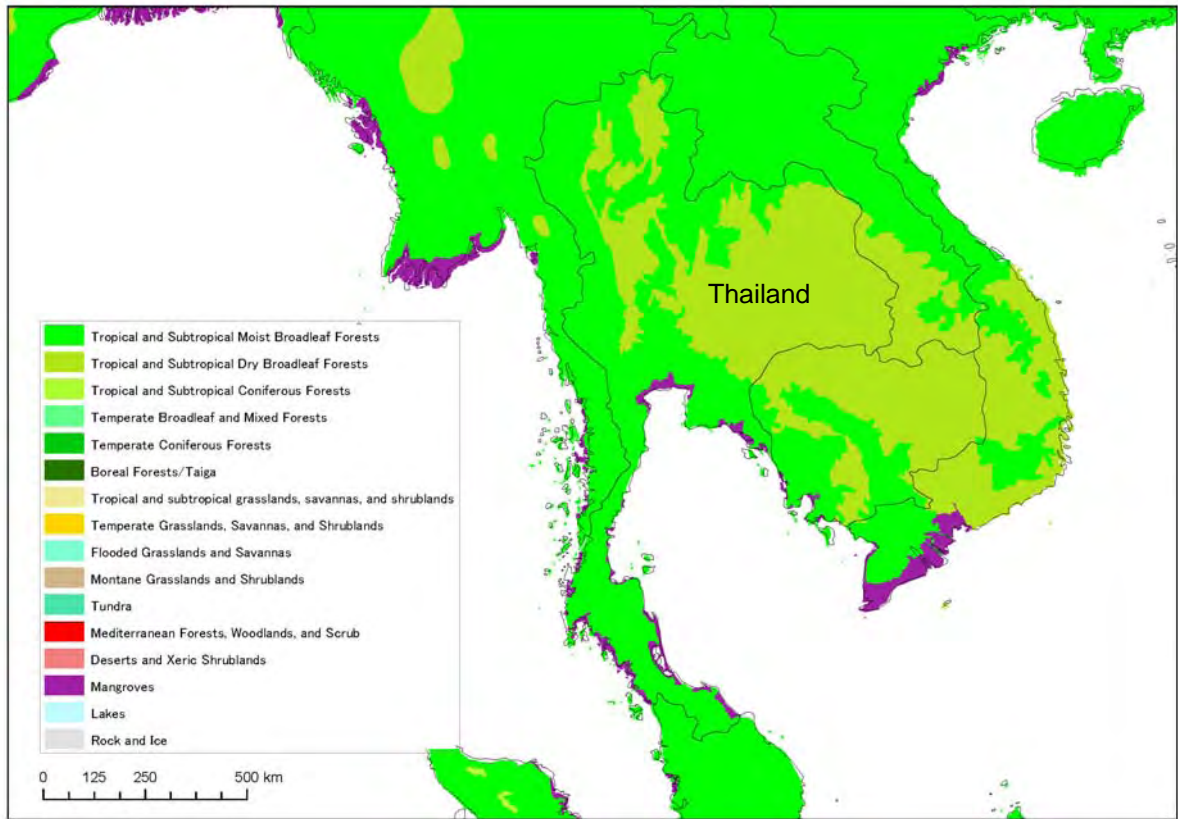 Thailand
Tropical and Subtropical Moist Broadleaf Forests
Tropical and Subtropical Dry Broadleaf Forests
Tropical and Subtropical Coniferous Forests
Temperate Broadleaf and Mixed Forests
Temperate Coniferous Forests
Boreal Forests/Taiga
Tropical and subtropical grasslands, savannas, and shrublands
Temperate Grasslands, Savannas, and Shrublands
Flooded Grasslands and Savannas
Montane Grasslands and Shrublands
Tundra
Mediterranean Forests, Woodlands, and Scrub
Deserts and Xeric Shrublands
Mangroves
Lakes
Rock and Ice
0 125 250 500 km